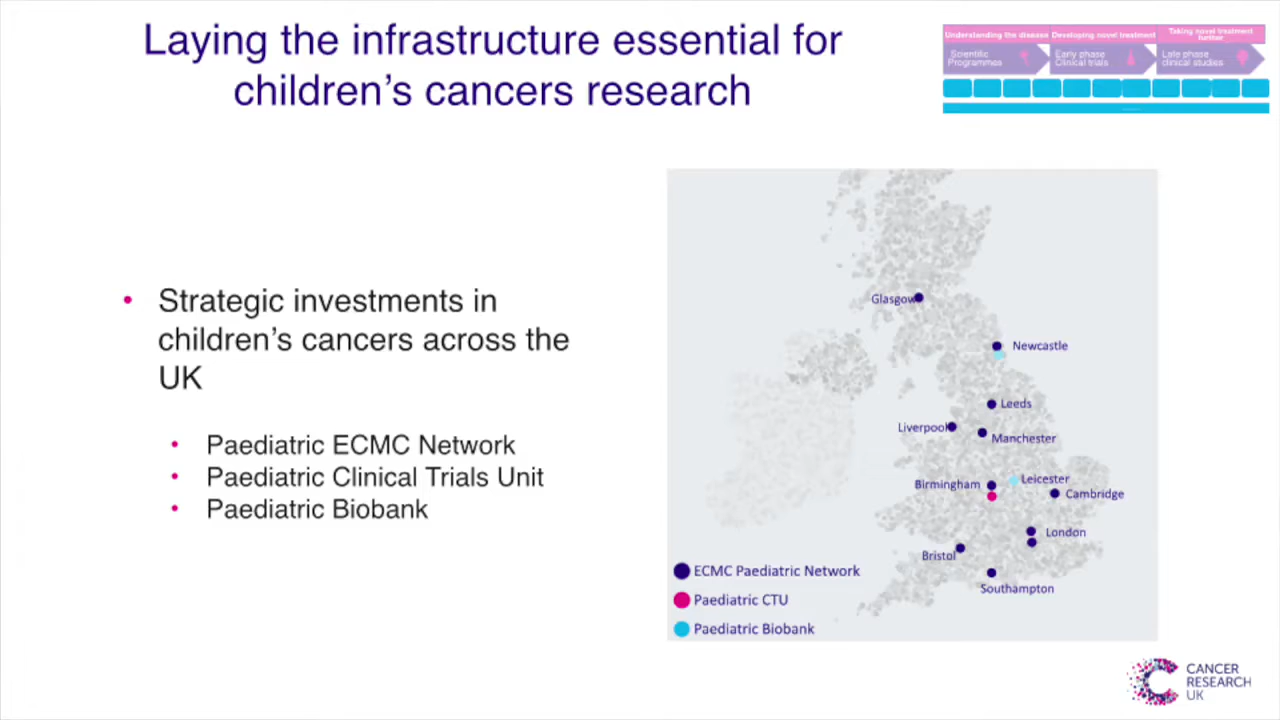 Laying the infrastructure essential for
children's cancers research
Understanding the disease
Developing novel treatment
Taking novel treatment
further
Scientific
Programmes
Early phase
Clinical trials
Late phase
clinical studies
• Strategic investments in
children's cancers across the
UK
• Paediatric ECMC Network
• Paediatric Clinical Trials Unit
• Paediatric Biobank
Glasgow
Newcastle
Leeds
Liverpool
Manchester
Birmingham
Leicester
Cambridge
London
Bristol
Southampton
ECMC Paediatric Network
Paediatric CTU
Paediatric Biobank
CANCER
RESEARCH
UK